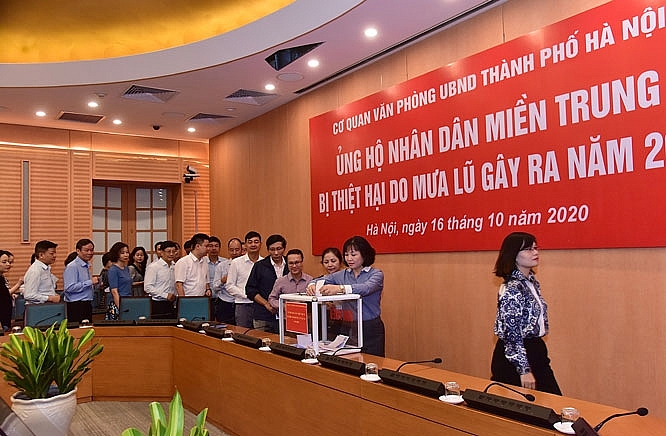 CƠ QUAN VĂN PHÒNG UBND THÀNH PHỐ HÀ NỘI
ỦNG HỘ NHÂN DÂN MIỀN TRUNG
BỊ THIỆT HẠI DO MƯA LŨ GÂY RA NĂM 2
Hà Nội, ngày 16 tháng 10 năm 2020